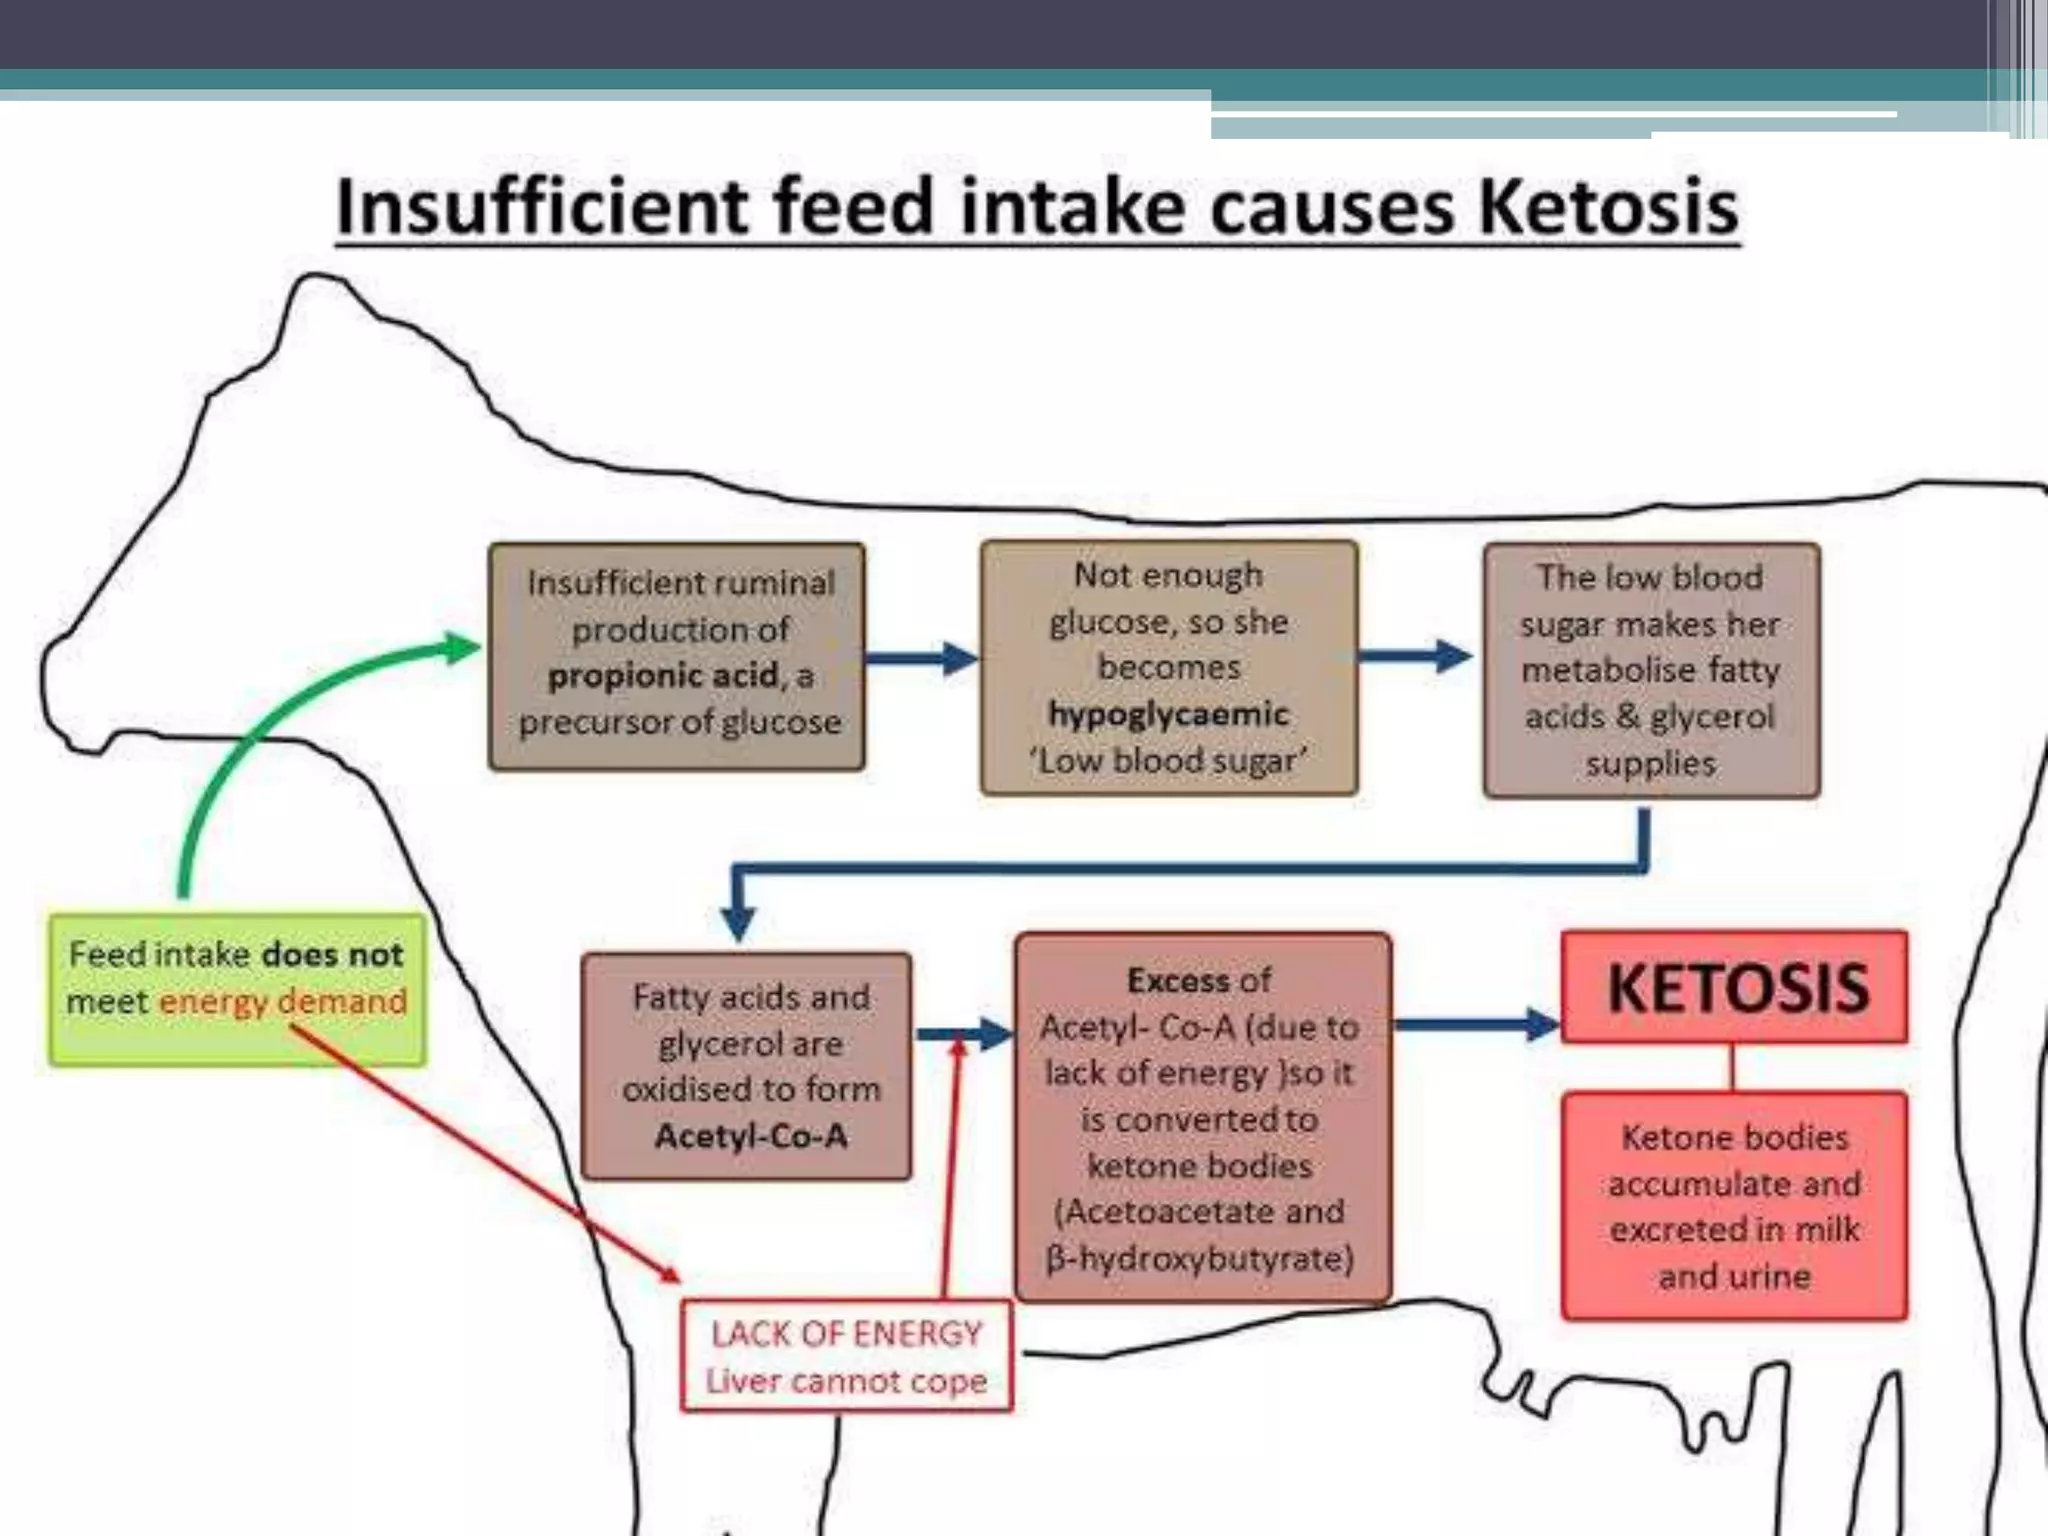 Insufficient feed intake causes Ketosis
Insufficient ruminal
production of
propionic acid, a
precursor of glucose
Not enough
glucose, so she
becomes
hypoglycaemic
‘Low blood sugar’
The low blood
sugar makes her
metabolise fatty
acids & glycerol
supplies
Feed intake does not
meet energy demand
Fatty acids and
glycerol are
oxidised to form
Acetyl-Co-A
Excess of
Acetyl- Co-A (due to
lack of energy )so it
is converted to
ketone bodies
(Acetoacetate and
β-hydroxybutyrate)
KETOSIS
Ketone bodies
accumulate and
excreted in milk
and urine
LACK OF ENERGY
Liver cannot cope